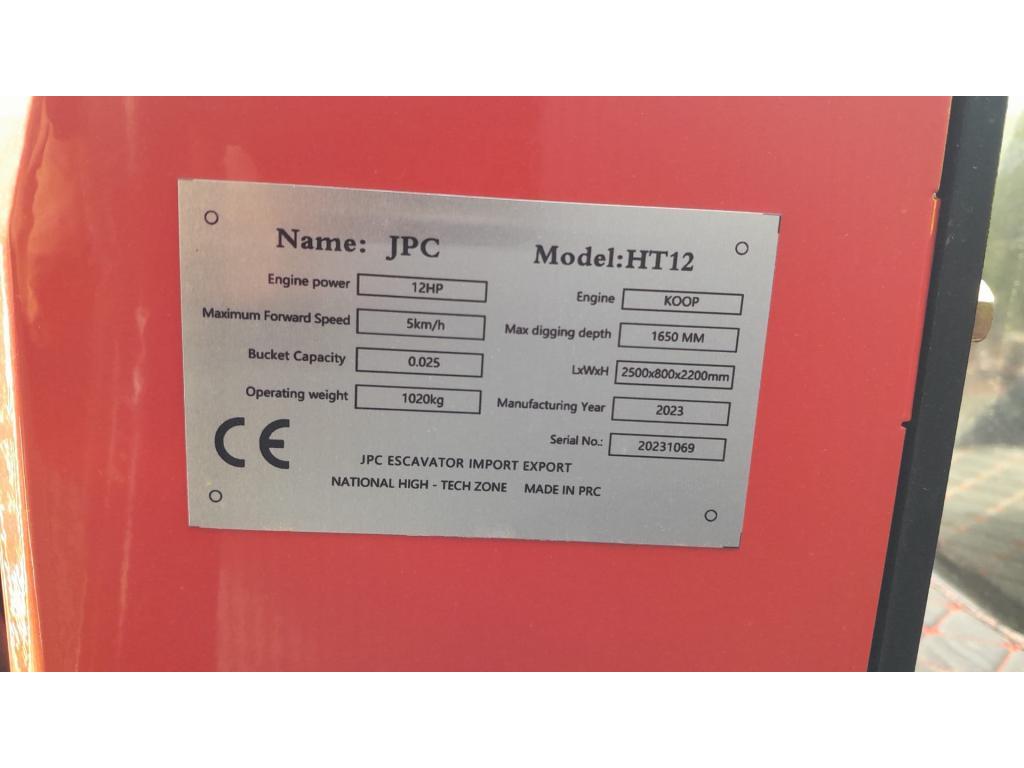 Name: JPC
Engine power 12HP
Maximum Forward Speed 5km/h
Bucket Capacity 0.025
Operating weight 1020kg
Model:HT12
Engine KOOP
Max digging depth 1650 MM
LxWxH 2500x800x2200mm
Manufacturing Year 2023
Serial No.: 20231069
CE
JPC ESCAVATOR IMPORT EXPORT
NATIONAL HIGH - TECH ZONE MADE IN PRC